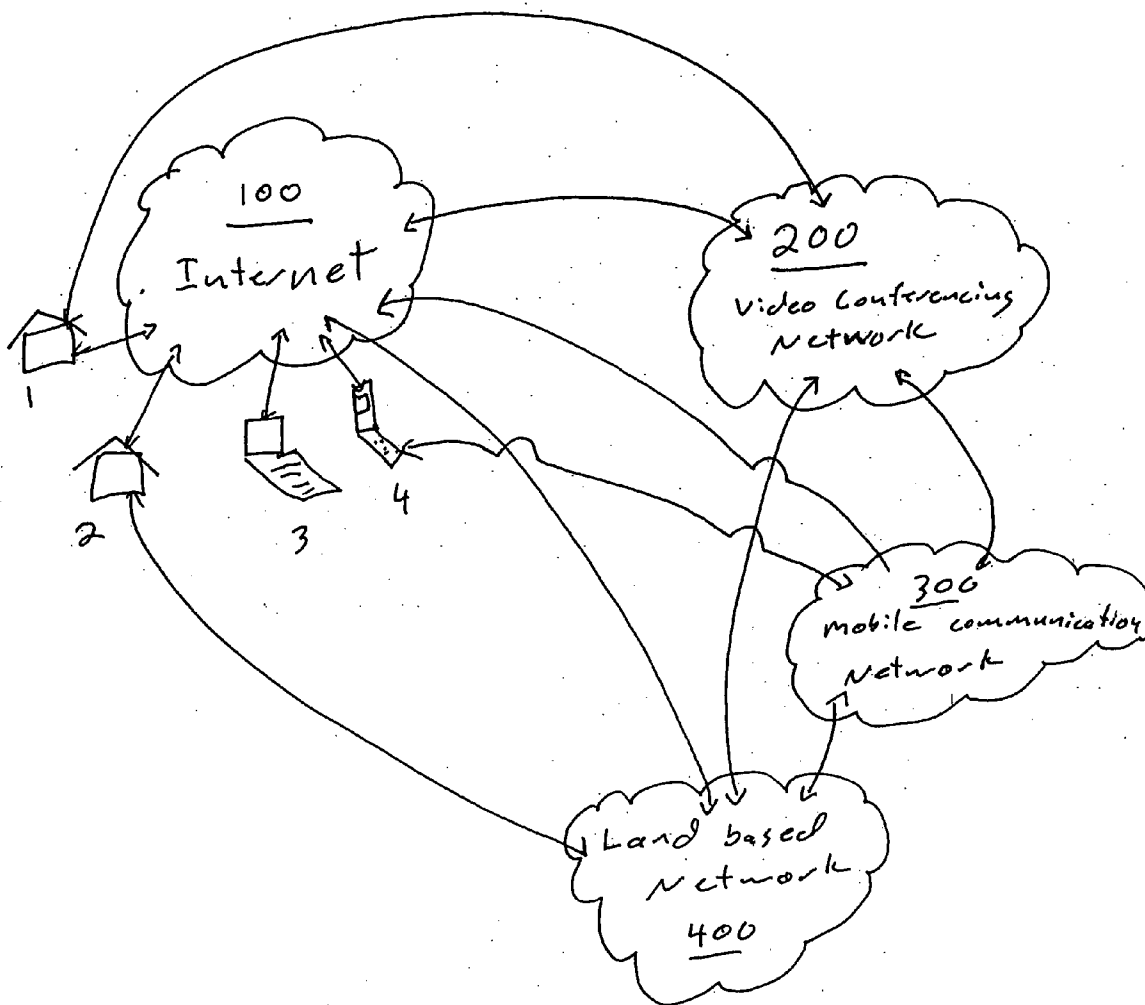 100
Internet
200
Video Conferencing
Network
1
2
3
4
300
mobile communication
Network
Land based
Network
400